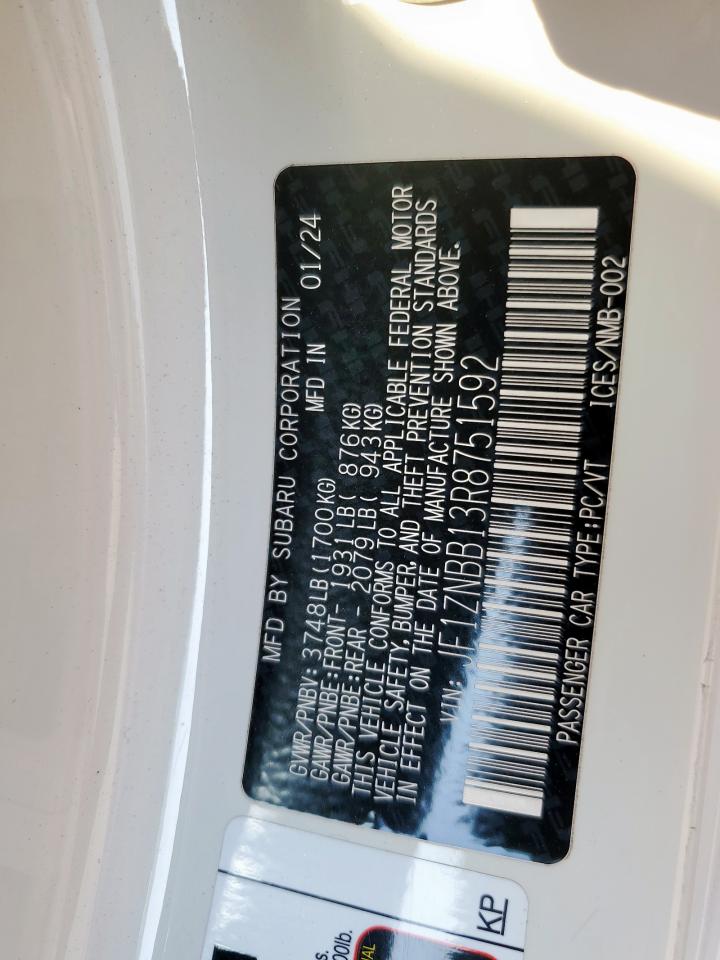 MFD BY SUBARU CORPORATION
MFD IN 01/24
GVWR/PNBV: 3748LB(1700KG)
GAWR/PNBE:FRONT- 1931LB( 876KG)
GAWR/PNBE:REAR - 2079LB( 943KG)
THIS VEHICLE CONFORMS TO ALL APPLICABLE FEDERAL MOTOR
VEHICLE SAFETY,BUMPER, AND THEFT PREVENTION STANDARDS
IN EFFECT ON THE DATE OF MANUFACTURE SHOWN ABOVE.
VIN: JF1ZNBB13R8751592
PASSENGER CAR TYPE:PC/VT ICES/NMB-002
s.
00lb.
KP